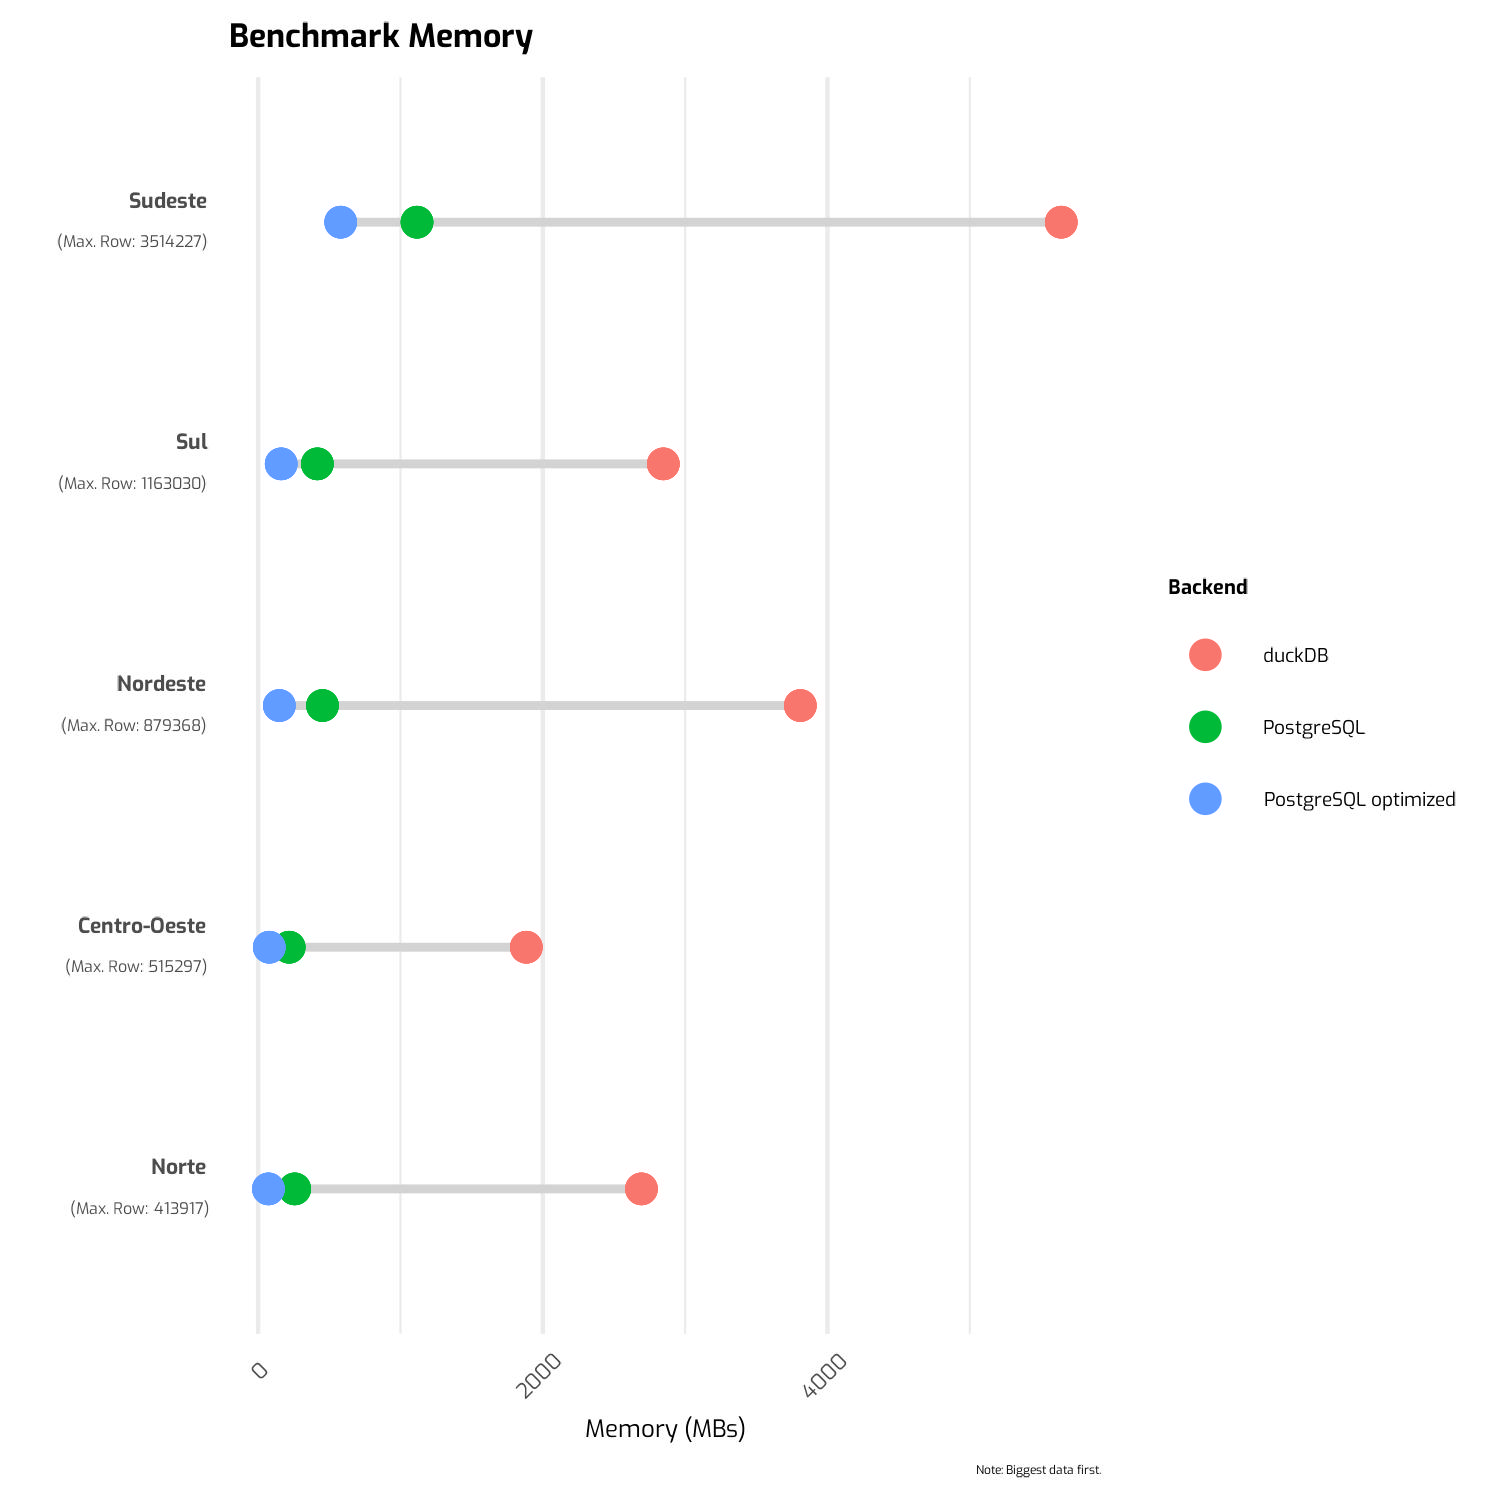 Benchmark Memory
Sudeste
(Max. Row: 3514227)
Sul
(Max. Row: 1163030)
Nordeste
(Max. Row: 879368)
Centro-Oeste
(Max. Row: 515297)
Norte
(Max. Row: 413917)
0
2000
4000
Memory (MBs)
Backend
duckDB
PostgreSQL
PostgreSQL optimized
Note: Biggest data first.